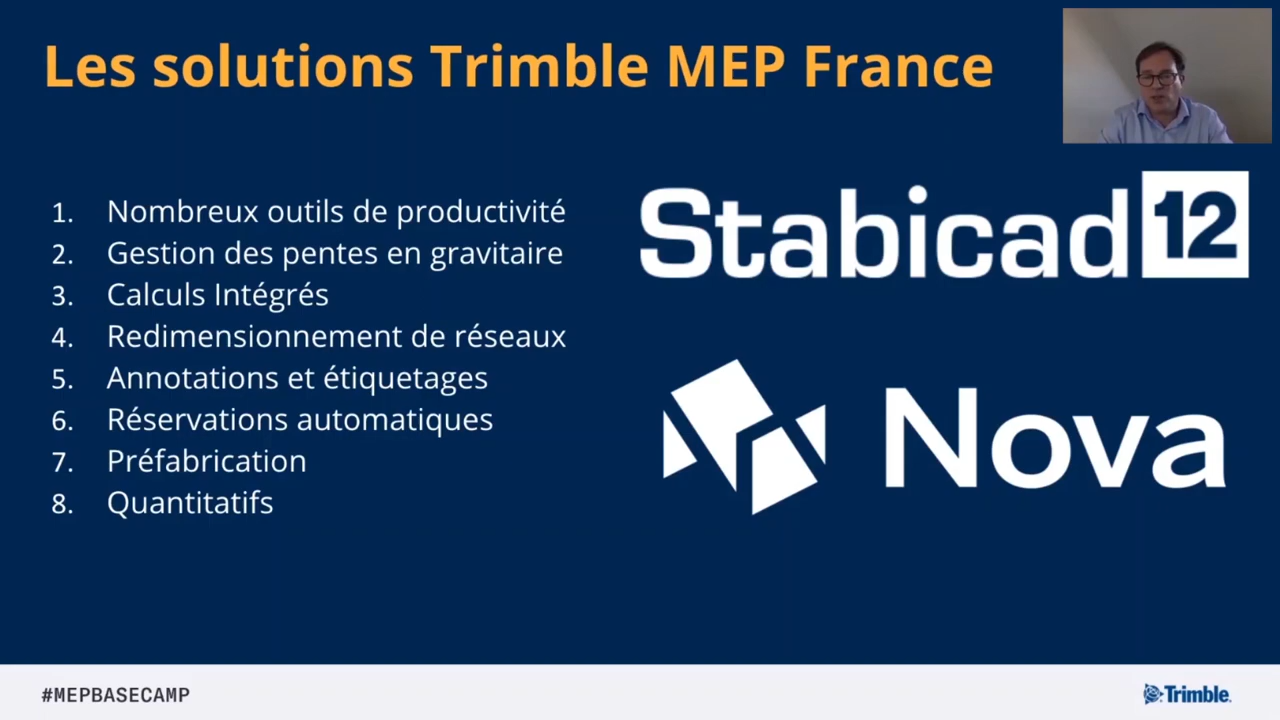 Les solutions Trimble MEP France
1. Nombreux outils de productivité
2. Gestion des pentes en gravitaire
3. Calculs Intégrés
4. Redimensionnement de réseaux
5. Annotations et étiquetages
6. Réservations automatiques
7. Préfabrication
8. Quantitatifs
Stabicad 12
Nova
#MEPBASECAMP
Trimble